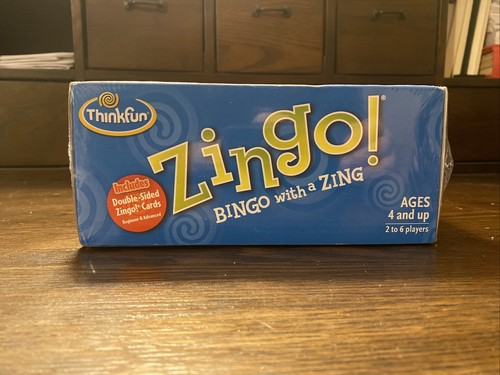 Thinkfun®
Zingo!®
BINGO with a ZING
Includes
Double-Sided
Zingo!® Cards
Beginner & Advanced
AGES
4 and up
2 to 6 players